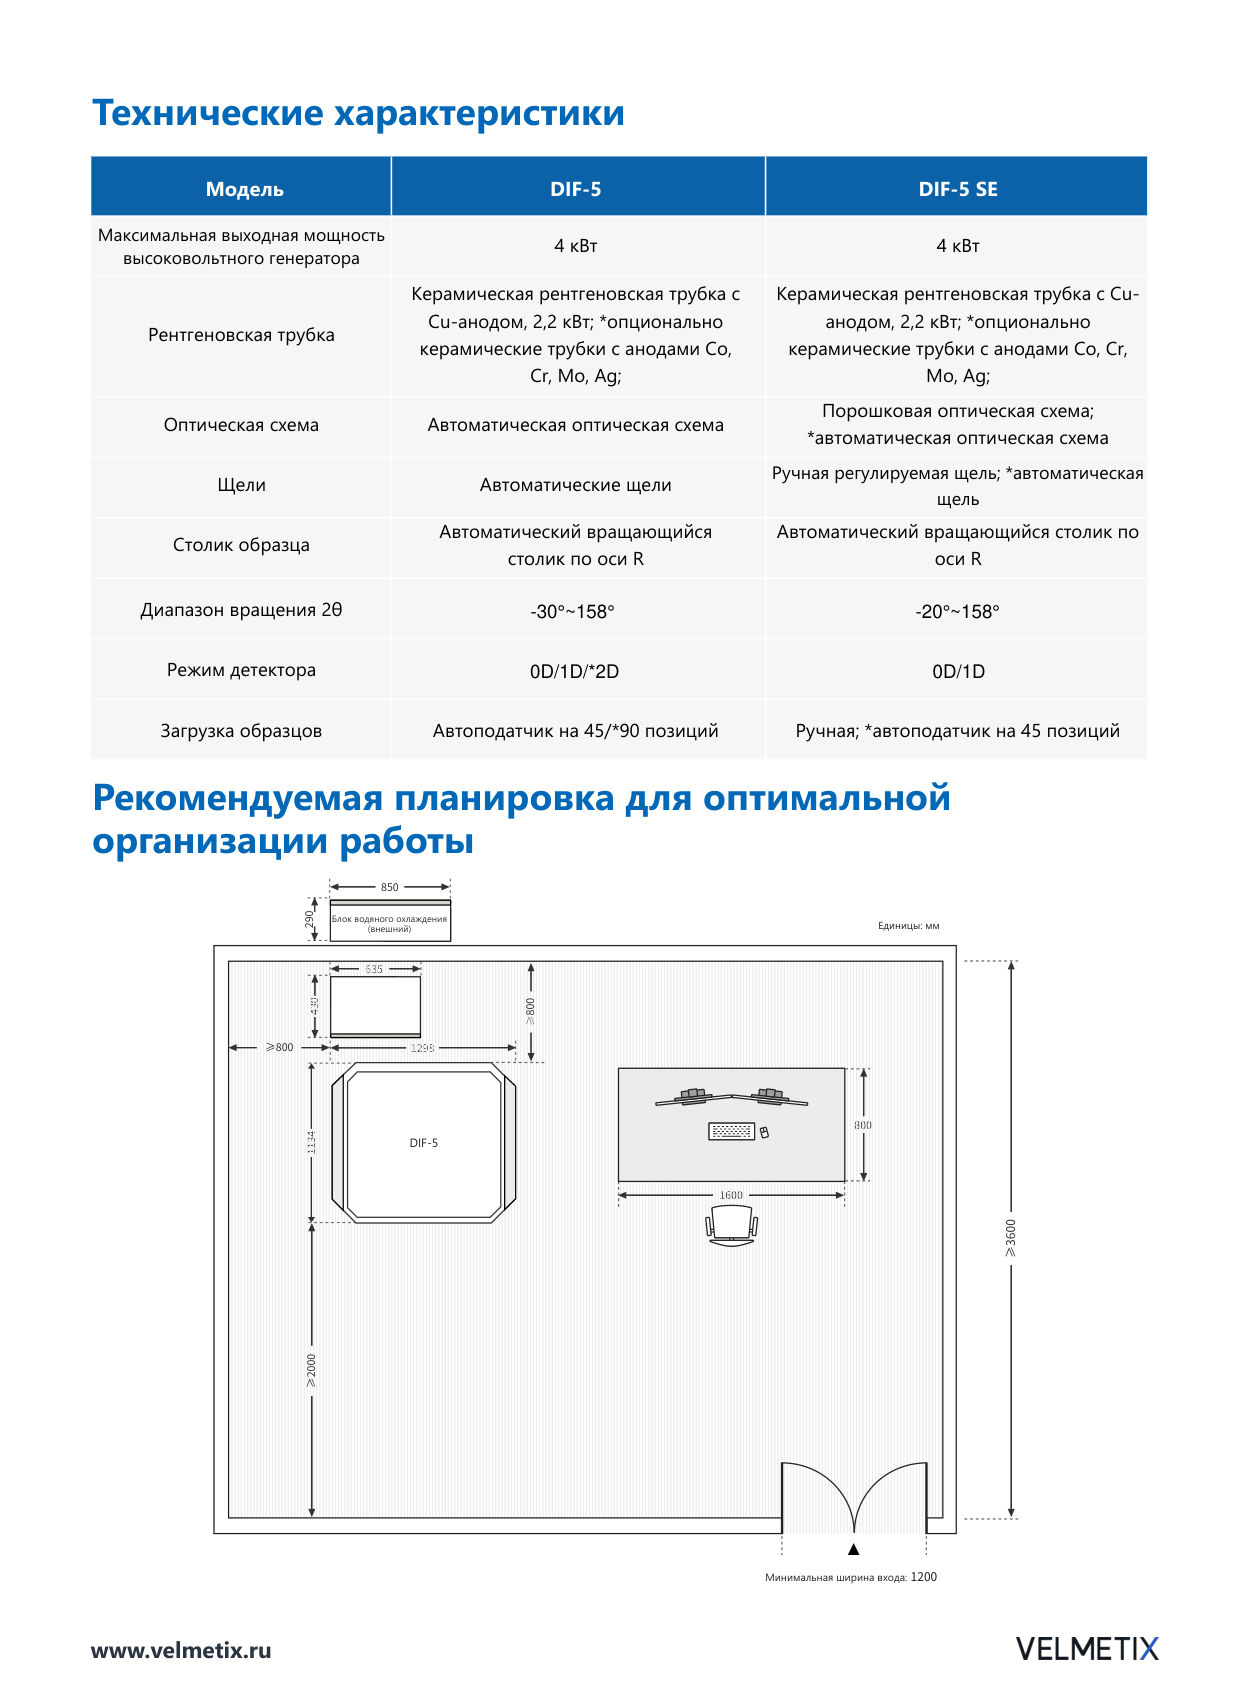 Технические характеристики
Модель DIF-5 DIF-5 SE
Максимальная выходная мощность
высоковольтного генератора
4 кВт 4 кВт
Рентгеновская трубка
Керамическая рентгеновская трубка с
Cu-анодом, 2,2 кВт; *опционально
керамические трубки с анодами Co,
Cr, Mo, Ag;
Керамическая рентгеновская трубка с Cu-
анодом, 2,2 кВт; *опционально
керамические трубки с анодами Co, Cr,
Mo, Ag;
Оптическая схема
Автоматическая оптическая схема
Порошковая оптическая схема;
*автоматическая оптическая схема
Щели
Автоматические щели
Ручная регулируемая щель; *автоматическая
щель
Столик образца
Автоматический вращающийся
столик по оси R
Автоматический вращающийся столик по
оси R
Диапазон вращения 2θ -30°~158° -20°~158°
Режим детектора 0D/1D/*2D 0D/1D
Загрузка образцов Автоподатчик на 45/*90 позиций Ручная; *автоподатчик на 45 позиций
Рекомендуемая планировка для оптимальной
организации работы
850
290
Блок водяного охлаждения
(внешний)
Единицы: мм
635
430
⩾800
⩾800
1298
1134
DIF-5
800
1600
⩾3600
⩾2000
Минимальная ширина входа: 1200
www.velmetix.ru
VELMETIX